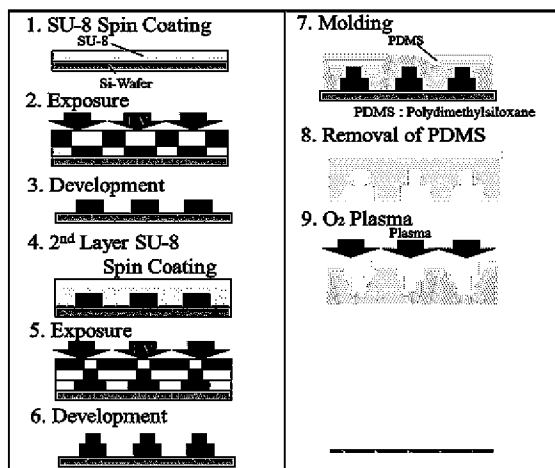 1. SU-8 Spin Coating
SU-8
Si-Wafer
2. Exposure
UV
3. Development
4. 2nd Layer SU-8
Spin Coating
5. Exposure
UV
6. Development
7. Molding
PDMS
PDMS : Polydimethylsiloxane
8. Removal of PDMS
9. O2 Plasma
Plasma